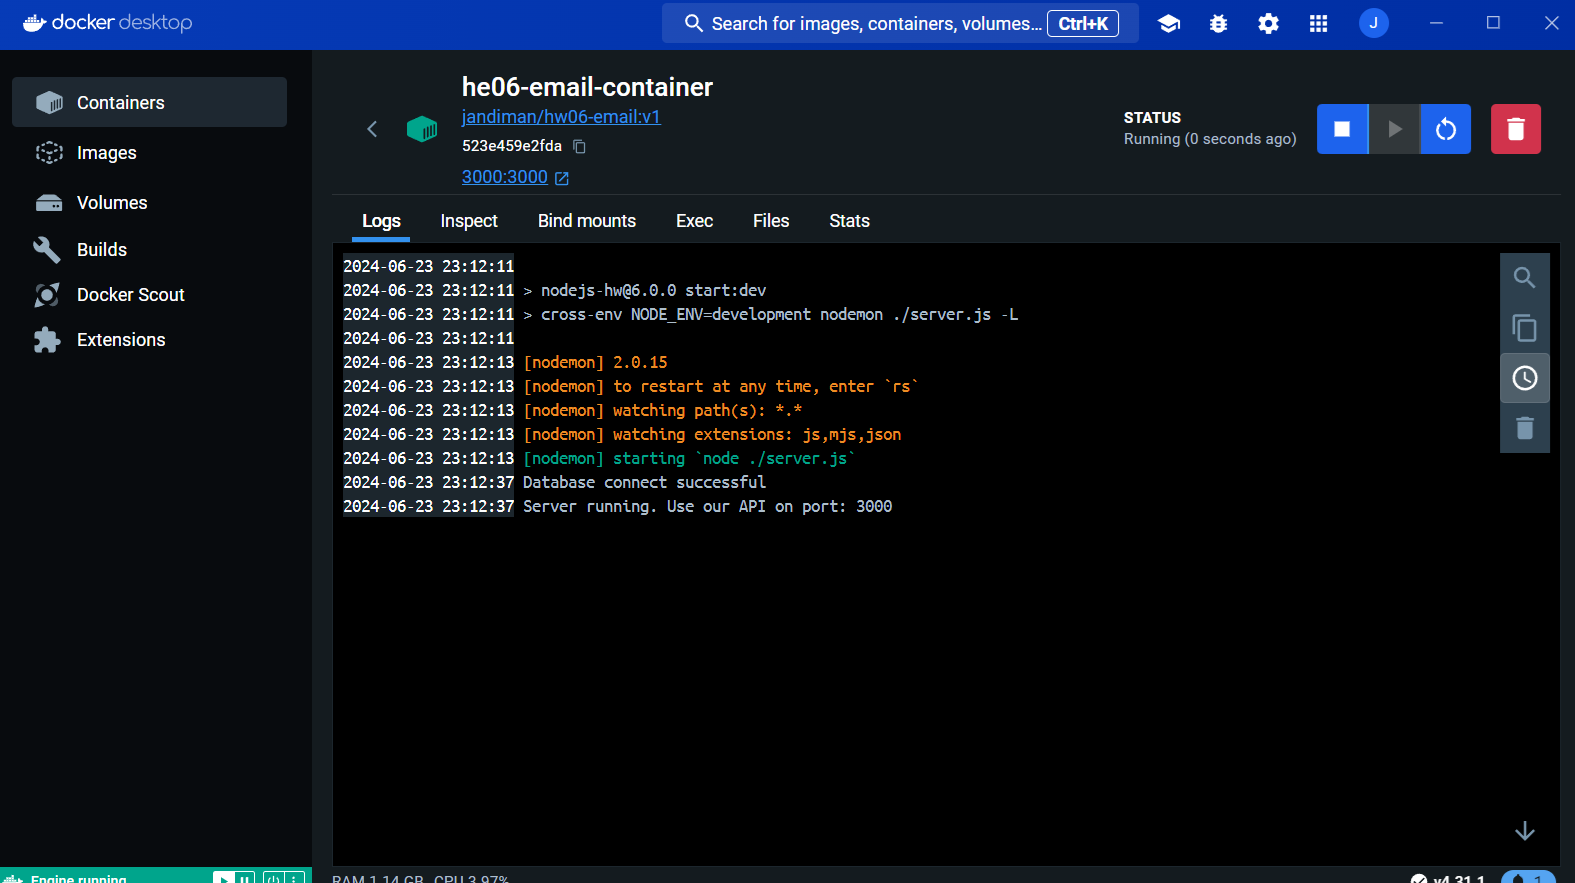 docker desktop
Search for images, containers, volumes... Ctrl+K
J
Containers
Images
Volumes
Builds
Docker Scout
Extensions
he06-email-container
jandiman/hw06-email:v1
523e459e2fda
3000:3000
STATUS
Running (0 seconds ago)
Logs Inspect Bind mounts Exec Files Stats
2024-06-23 23:12:11
2024-06-23 23:12:11 > nodejs-hw@6.0.0 start:dev
2024-06-23 23:12:11 > cross-env NODE_ENV=development nodemon ./server.js -L
2024-06-23 23:12:11
2024-06-23 23:12:13 [nodemon] 2.0.15
2024-06-23 23:12:13 [nodemon] to restart at any time, enter `rs`
2024-06-23 23:12:13 [nodemon] watching path(s): *.*
2024-06-23 23:12:13 [nodemon] watching extensions: js,mjs,json
2024-06-23 23:12:13 [nodemon] starting `node ./server.js`
2024-06-23 23:12:37 Database connect successful
2024-06-23 23:12:37 Server running. Use our API on port: 3000
Engine running
RAM 1.14 GB CPU 3.97%
v4.31.1
1